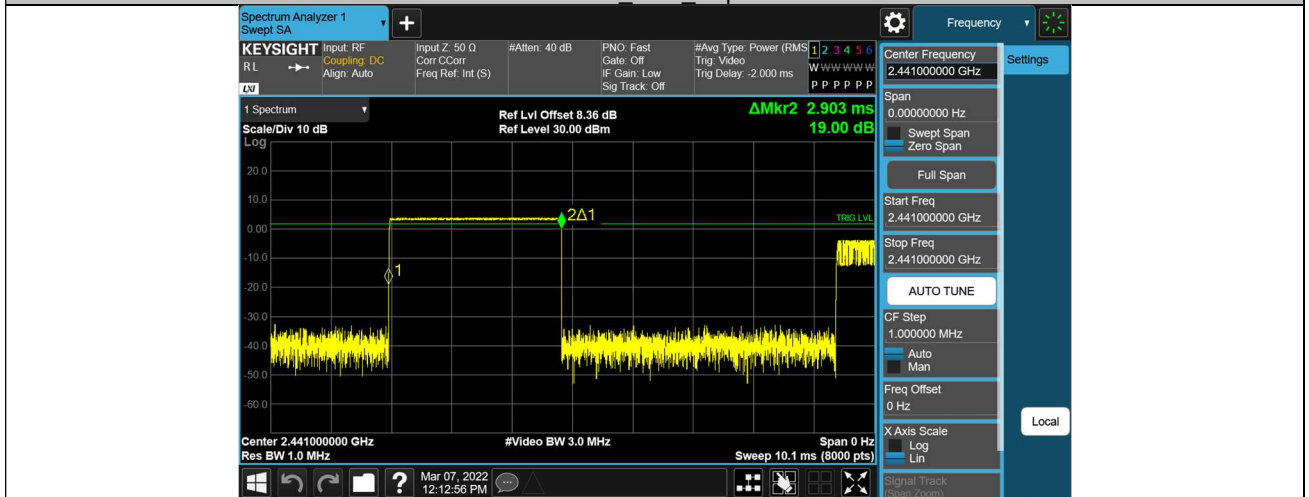 Spectrum Analyzer 1
Swept SA
+
Frequency
KEYSIGHT
RL
LXI
Input: RF
Coupling: DC
Align: Auto
Input Z: 50 Ω
Corr CCorr
Freq Ref: Int (S)
#Atten: 40 dB
PNO: Fast
Gate: Off
IF Gain: Low
Sig Track: Off
#Avg Type: Power (RMS
Trig: Video
Trig Delay: -2.000 ms
1 2 3 4 5 6
W W W W W W
P P P P P P
1 Spectrum
Scale/Div 10 dB
Log
Ref Lvl Offset 8.36 dB
Ref Level 30.00 dBm
ΔMkr2 2.903 ms
19.00 dB
20.0
10.0
0.00
-10.0
-20.0
-30.0
-40.0
-50.0
-60.0
2Δ1
1
TRIG LVL
Center 2.441000000 GHz
Res BW 1.0 MHz
#Video BW 3.0 MHz
Span 0 Hz
Sweep 10.1 ms (8000 pts)
Center Frequency
2.441000000 GHz
Span
0.00000000 Hz
Swept Span
Zero Span
Full Span
Start Freq
2.441000000 GHz
Stop Freq
2.441000000 GHz
AUTO TUNE
CF Step
1.000000 MHz
Auto
Man
Freq Offset
0 Hz
X Axis Scale
Log
Lin
Signal Track
(Span Zoom)
Settings
Local
?
Mar 07, 2022
12:12:56 PM